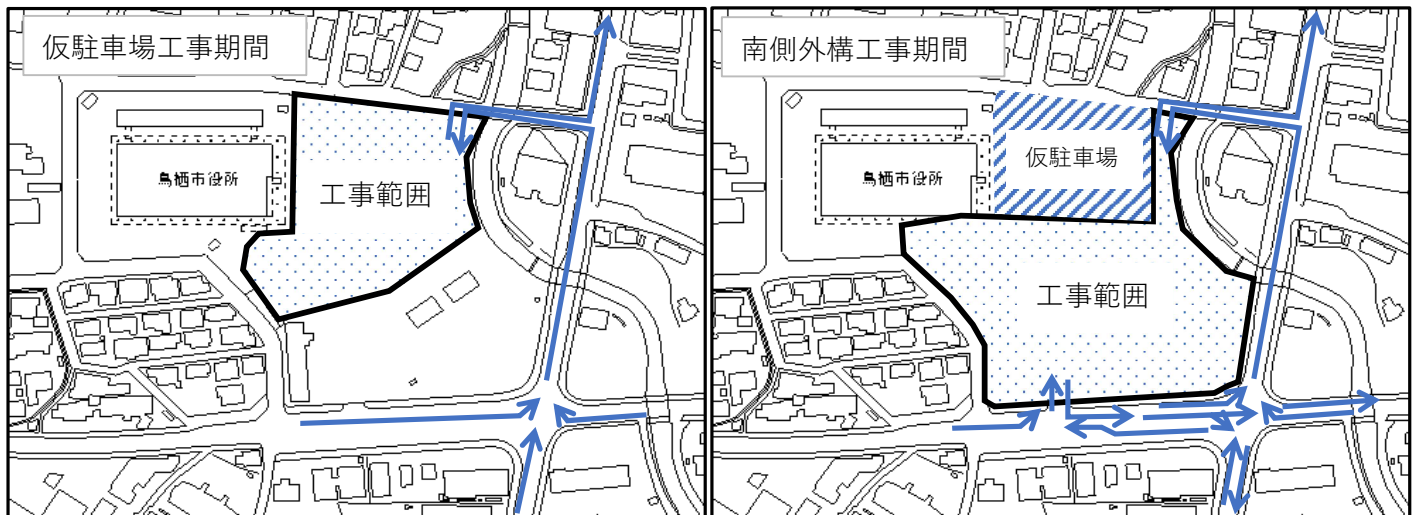 仮駐車場工事期間
鳥栖市役所
工事範囲
南側外構工事期間
仮駐車場
鳥栖市役所
工事範囲